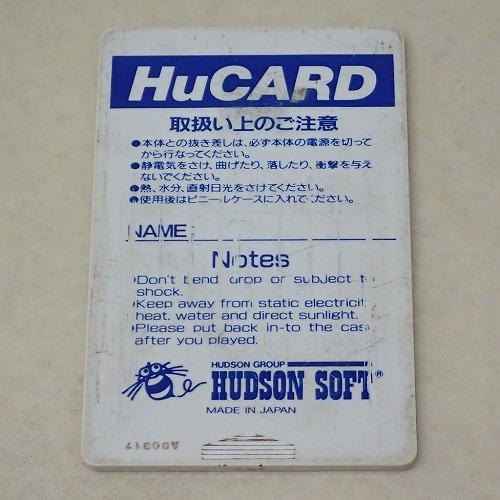 HuCARD
取扱い上のご注意
●本体との抜き差しは、必ず本体の電源を切って
から行なってください。
●静電気をさけ、曲げたり、落したり、衝撃を与え
ないでください。
●熱、水分、直射日光をさけてください。
●使用後はビニールケースに入れてください。
NAME:
Notes
•Don't bend drop or subject to
shock.
•Keep away from static electricit
heat, water and direct sunlight.
•Please put back in-to the cas
after you played.
HUDSON GROUP
HUDSON SOFT®
MADE IN JAPAN
AD0317